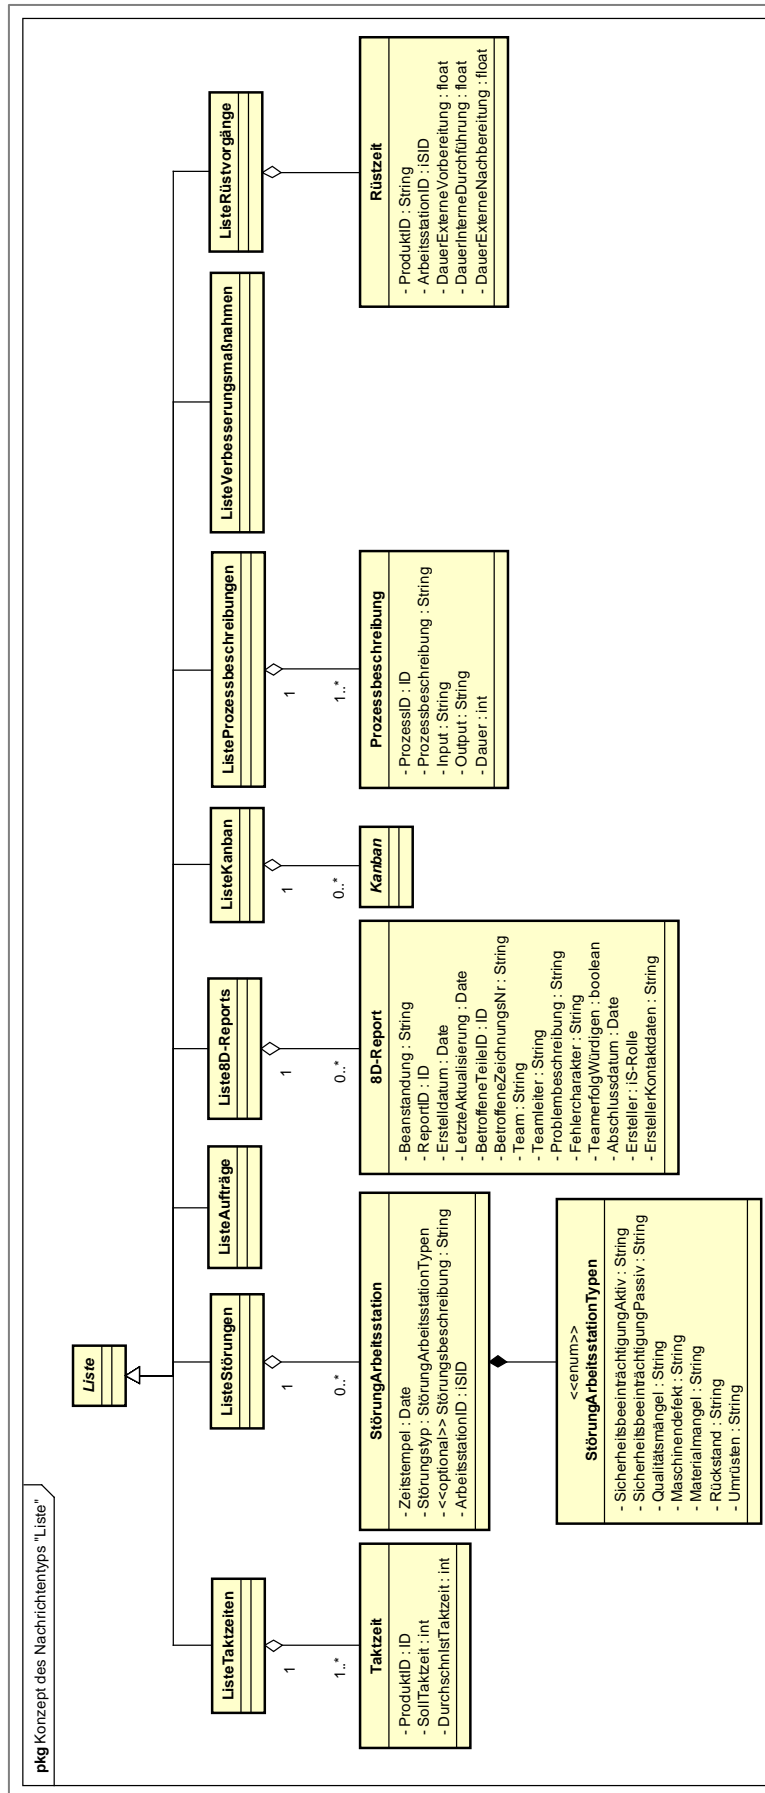 pkg Konzept des Nachrichtentyps "Liste"
Liste
ListeTaktzeiten
ListeStörungen
ListeAufträge
Liste8D-Reports
ListeKanban
ListeProzessbeschreibungen
ListeVerbesserungsmaßnahmen
ListeRüstvorgänge
1
1..*
1
0..*
1
0..*
1
0..*
1
1..*
Taktzeit
- ProduktID : ID
- SollTaktzeit : int
- DurchschnIstTaktzeit : int
StörungArbeitsstation
- Zeitstempel : Date
- Störungstyp : StörungArbeitsstationTypen
- <<optional>> Störungsbeschreibung : String
- ArbeitsstationID : iSID
8D-Report
- Beanstandung : String
- ReportID : ID
- Erstelldatum : Date
- LetzteAktualisierung : Date
- BetroffeneTeileID : ID
- BetroffeneZeichnungsNr : String
- Team : String
- Teamleiter : String
- Problembeschreibung : String
- Fehlercharakter : String
- TeamerfolgWürdigen : boolean
- Abschlussdatum : Date
- Ersteller : iS-Rolle
- ErstellerKontaktdaten : String
Kanban
Prozessbeschreibung
- ProzessID : ID
- Prozessbeschreibung : String
- Input : String
- Output : String
- Dauer : int
Rüstzeit
- ProduktID : String
- ArbeitsstationID : iSID
- DauerExterneVorbereitung : float
- DauerInterneDurchführung : float
- DauerExterneNachbereitung : float
<<enum>>
StörungArbeitsstationTypen
- SicherheitsbeeinträchtigungAktiv : String
- SicherheitsbeeinträchtigungPassiv : String
- Qualitätsmängel : String
- Maschinendefekt : String
- Materialmangel : String
- Rückstand : String
- Umrüsten : String